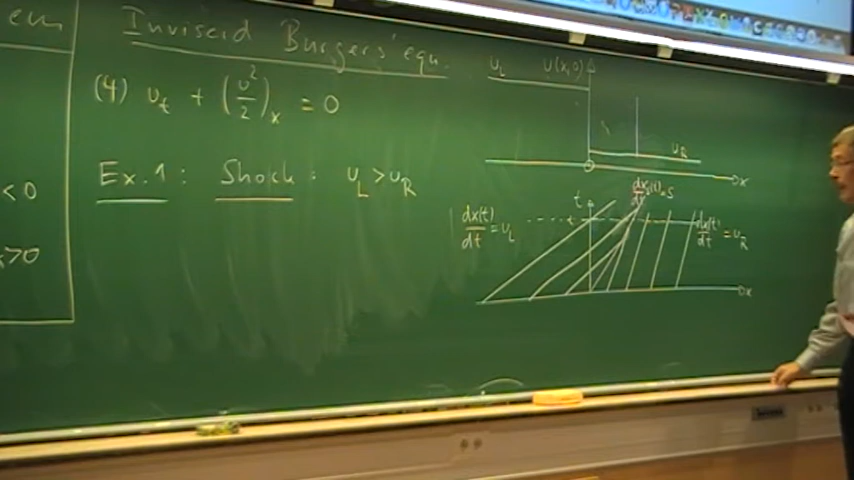 em
< 0
> 0
Inviscid Burgers' equ.
(4) u_t + (u²/2)_x = 0
Ex. 1 : Shock : u_L > u_R
u_L u(x,0)
u_R
x
t
dx_s(t)/dt = s
dx(t)/dt = u_L
t
dx(t)/dt = u_R
x